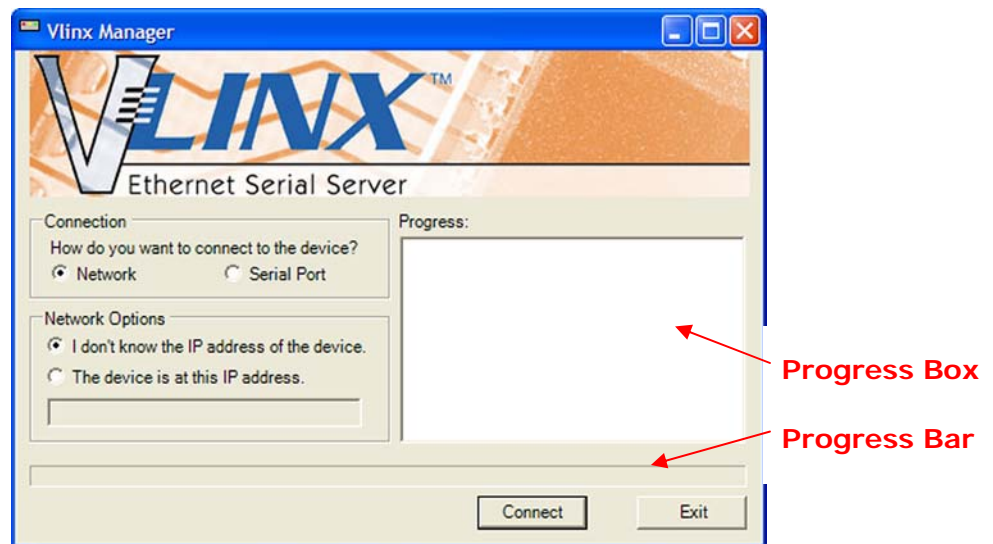 Vlinx Manager
VLINX™
Ethernet Serial Server
Connection
How do you want to connect to the device?
Network
Serial Port
Network Options
I don't know the IP address of the device.
The device is at this IP address.
Progress:
Progress Box
Progress Bar
Connect
Exit